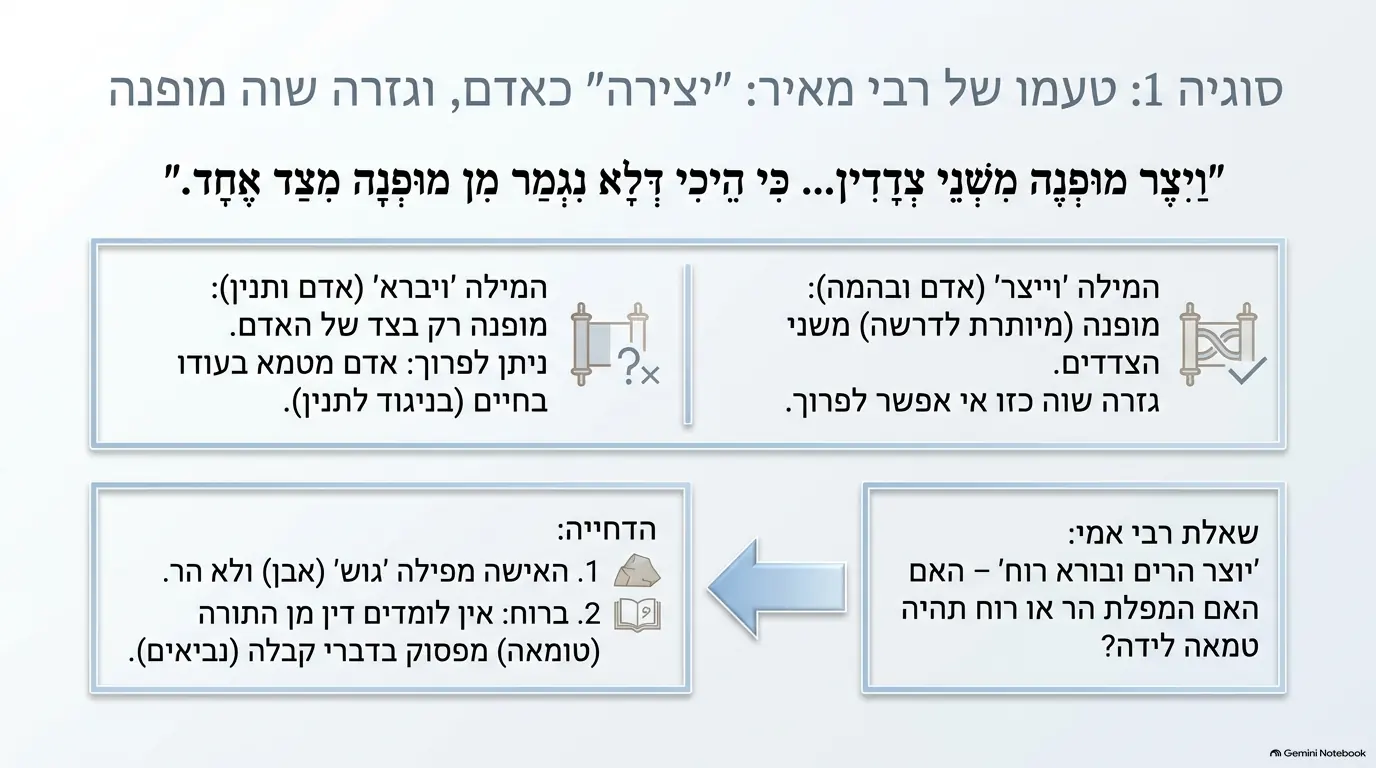 סוגיה 1: טעמו של רבי מאיר: "יצירה" כאדם, וגזרה שוה מופנה
"וַיִּצֶר מוּפְנֶה מִשְּׁנֵי צְדָדִין... כִּי הֵיכִי דְּלָא נִגְמַר מִן מוּפְנָה מִצַד אֶחָד."
המילה 'וייצר' (אדם ובהמה):
מופנה (מיותרת לדרשה) משני
הצדדים.
גזרה שוה כזו אי אפשר לפרוך.
המילה 'ויברא' (אדם ותנין):
מופנה רק בצד של האדם.
ניתן לפרוך: אדם מטמא בעודו
בחיים (בניגוד לתנין).
שאלת רבי אמי:
'יוצר הרים ובורא רוח' – האם
האם המפלת הר או רוח תהיה
טמאה לידה?
הדחייה:
1. האישה מפילה 'גוש' (אבן) ולא הר.
2. ברוח: אין לומדים דין מן התורה
(טומאה) מפסוק בדברי קבלה (נביאים).
Gemini Notebook